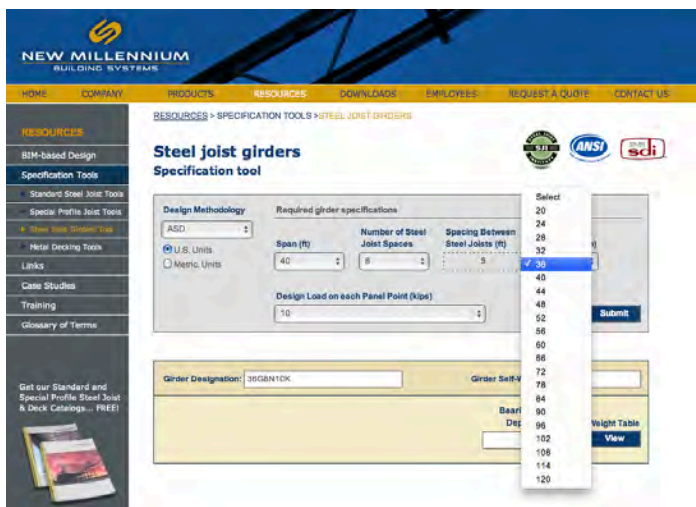 NEW MILLENNIUM
BUILDING SYSTEMS
HOME COMPANY PRODUCTS RESOURCES DOWNLOADS EMPLOYEES REQUEST A QUOTE CONTACT US
RESOURCES > SPECIFICATION TOOLS > STEEL JOIST GIRDERS
RESOURCES
BIM-based Design
Specification Tools
Standard Steel Joist Tools
Special Profile Joist Tools
Steel Joist Girders Tool
Metal Decking Tools
Links
Case Studies
Training
Glossary of Terms
Get our Standard and
Special Profile Steel Joist
& Deck Catalogs... FREE!
Steel joist girders
Specification tool
SJI
ANSI
sdi
Design Methodology
ASD
U.S. Units
Metric Units
Required girder specifications
Span (ft)
40
Number of Steel
Joist Spaces
8
Spacing Between
Steel Joists (ft)
5
Design Load on each Panel Point (kips)
10
Submit
Select
20
24
28
32
✓ 36
40
44
48
52
56
60
66
72
78
84
90
96
102
108
114
120
Girder Designation: 36G8N10K
Girder Self-W
Beari
Dep
Weight Table
View